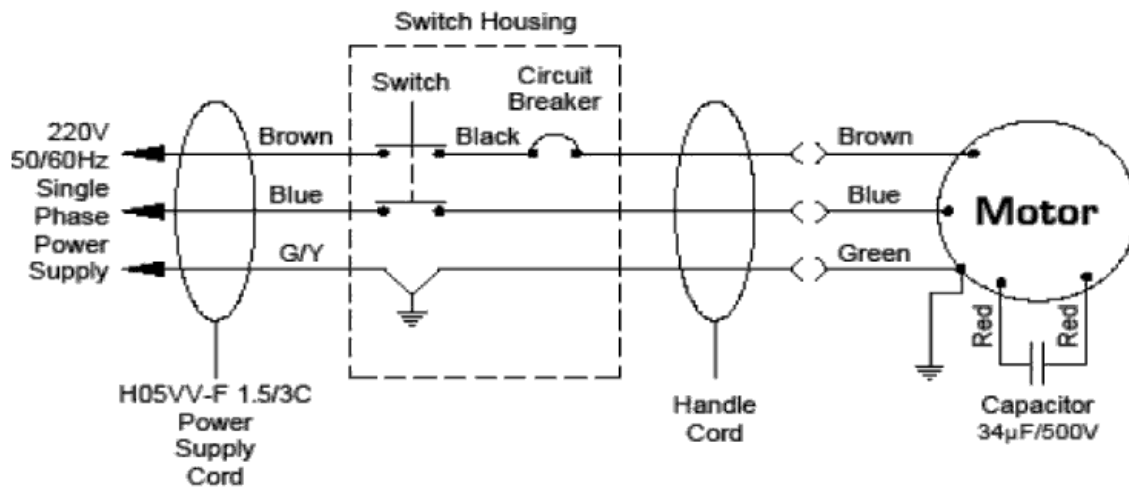 Switch Housing
Switch
Circuit
Breaker
220V
50/60Hz
Single
Phase
Power
Supply
Brown
Black
Brown
Blue
Blue
G/Y
Green
Motor
Red
Red
H05VV-F 1.5/3C
Power
Supply
Cord
Handle
Cord
Capacitor
34µF/500V